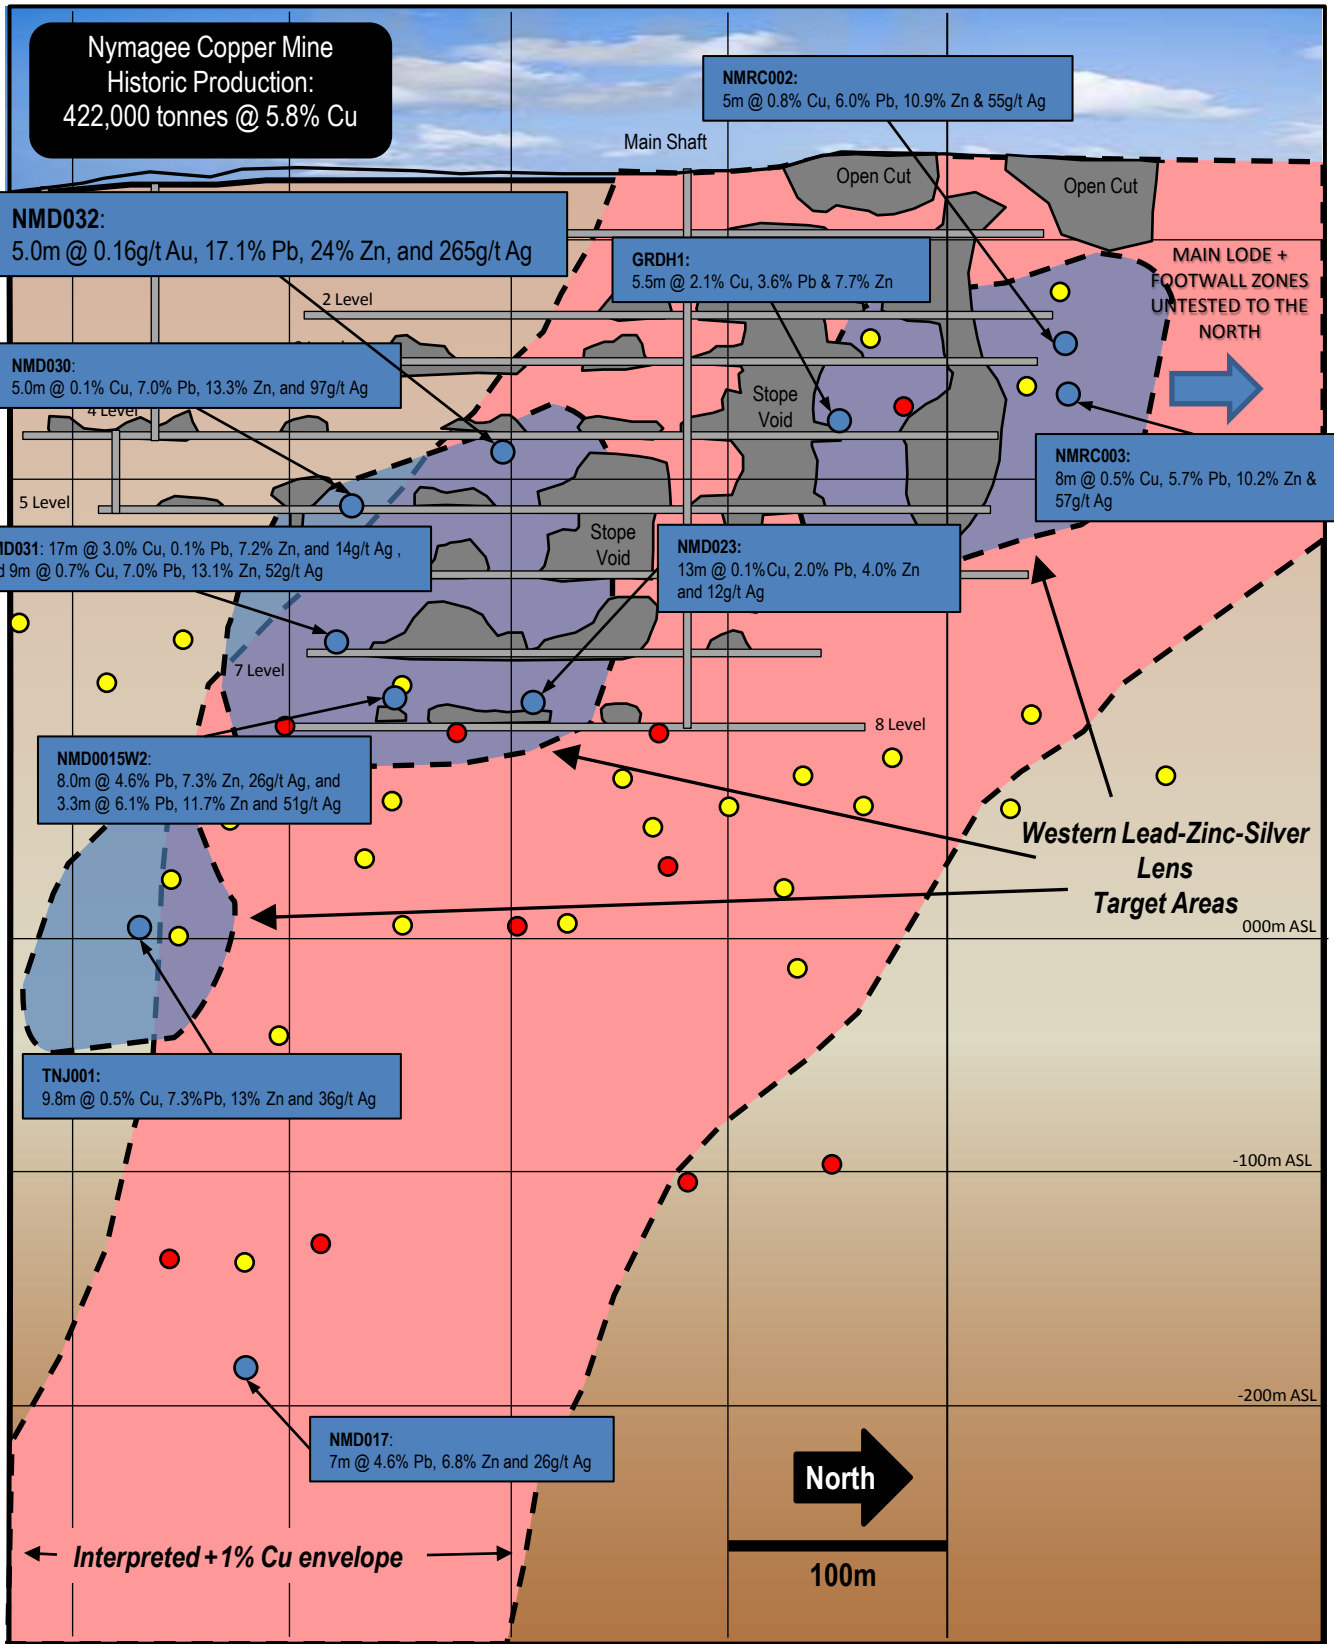 Nymagee Copper Mine
Historic Production:
422,000 tonnes @ 5.8% Cu
NMRC002:
5m @ 0.8% Cu, 6.0% Pb, 10.9% Zn & 55g/t Ag
Main Shaft
Open Cut
Open Cut
NMD032:
5.0m @ 0.16g/t Au, 17.1% Pb, 24% Zn, and 265g/t Ag
GRDH1:
5.5m @ 2.1% Cu, 3.6% Pb & 7.7% Zn
MAIN LODE +
FOOTWALL ZONES
UNTESTED TO THE
NORTH
2 Level
NMD030:
5.0m @ 0.1% Cu, 7.0% Pb, 13.3% Zn, and 97g/t Ag
4 Level
Stope
Void
NMRC003:
8m @ 0.5% Cu, 5.7% Pb, 10.2% Zn &
57g/t Ag
5 Level
Stope
Void
MD031: 17m @ 3.0% Cu, 0.1% Pb, 7.2% Zn, and 14g/t Ag ,
9m @ 0.7% Cu, 7.0% Pb, 13.1% Zn, 52g/t Ag
NMD023:
13m @ 0.1%Cu, 2.0% Pb, 4.0% Zn
and 12g/t Ag
7 Level
8 Level
NMD0015W2:
8.0m @ 4.6% Pb, 7.3% Zn, 26g/t Ag, and
3.3m @ 6.1% Pb, 11.7% Zn and 51g/t Ag
Western Lead-Zinc-Silver
Lens
Target Areas
000m ASL
TNJ001:
9.8m @ 0.5% Cu, 7.3%Pb, 13% Zn and 36g/t Ag
-100m ASL
-200m ASL
NMD017:
7m @ 4.6% Pb, 6.8% Zn and 26g/t Ag
North
100m
Interpreted +1% Cu envelope